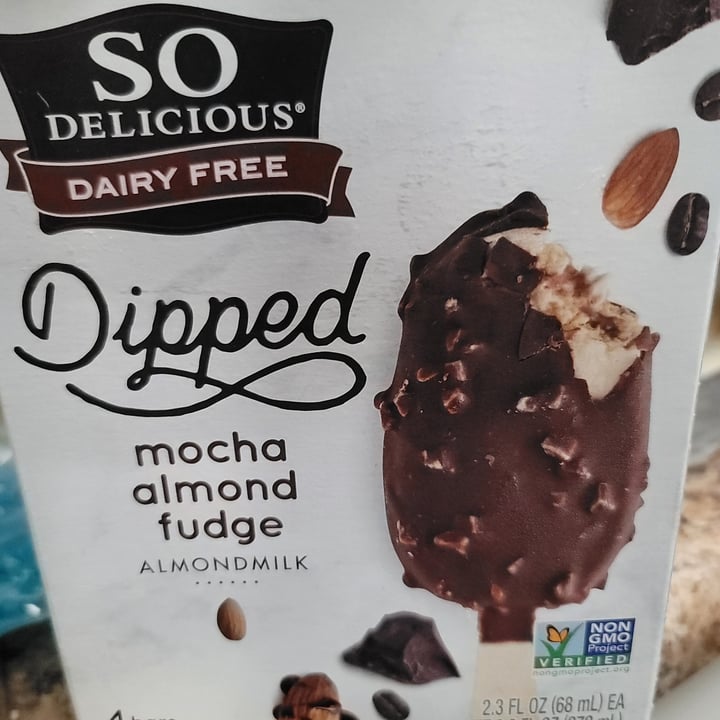 SO
DELICIOUS®
DAIRY FREE
Dipped
mocha
almond
fudge
ALMONDMILK
NON
GMO
Project
VERIFIED
nongmoproject.org
2.3 FL OZ (68 mL) EA